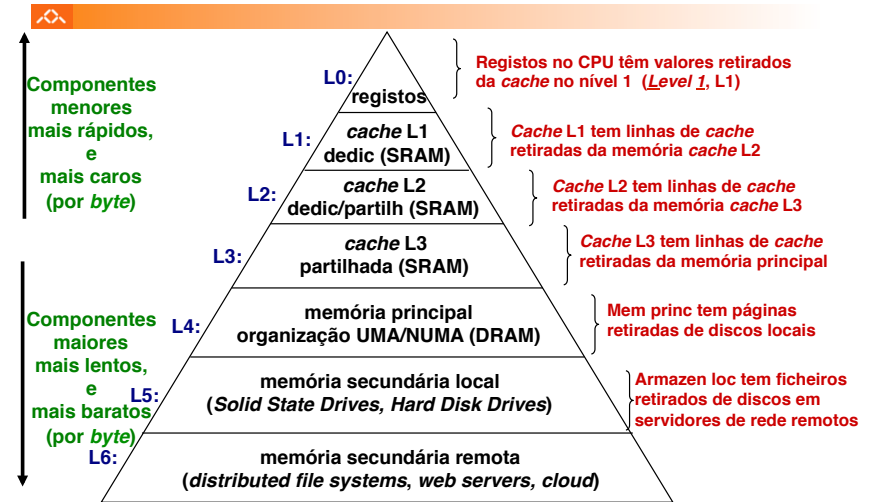 Componentes
menores
mais rápidos,
e
mais caros
(por byte)
L0:
registos
Registos no CPU têm valores retirados
da cache no nível 1 (Level 1, L1)
L1:
cache L1
dedic (SRAM)
Cache L1 tem linhas de cache
retiradas da memória cache L2
L2:
cache L2
dedic/partilh (SRAM)
Cache L2 tem linhas de cache
retiradas da memória cache L3
L3:
cache L3
partilhada (SRAM)
Cache L3 tem linhas de cache
retiradas da memória principal
Componentes
maiores
mais lentos,
e
mais baratos
(por byte)
L4:
memória principal
organização UMA/NUMA (DRAM)
Mem princ tem páginas
retiradas de discos locais
L5:
memória secundária local
(Solid State Drives, Hard Disk Drives)
Armazen loc tem ficheiros
retirados de discos em
servidores de rede remotos
L6:
memória secundária remota
(distributed file systems, web servers, cloud)